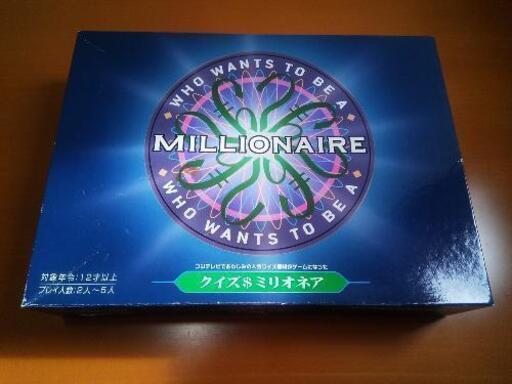 WHO WANTS TO BE A
MILLIONAIRE
WHO WANTS TO BE A
フジテレビでおなじみの人気クイズ番組がゲームになった
クイズ$ミリオネア
対象年令:12才以上
プレイ人数:2人～5人